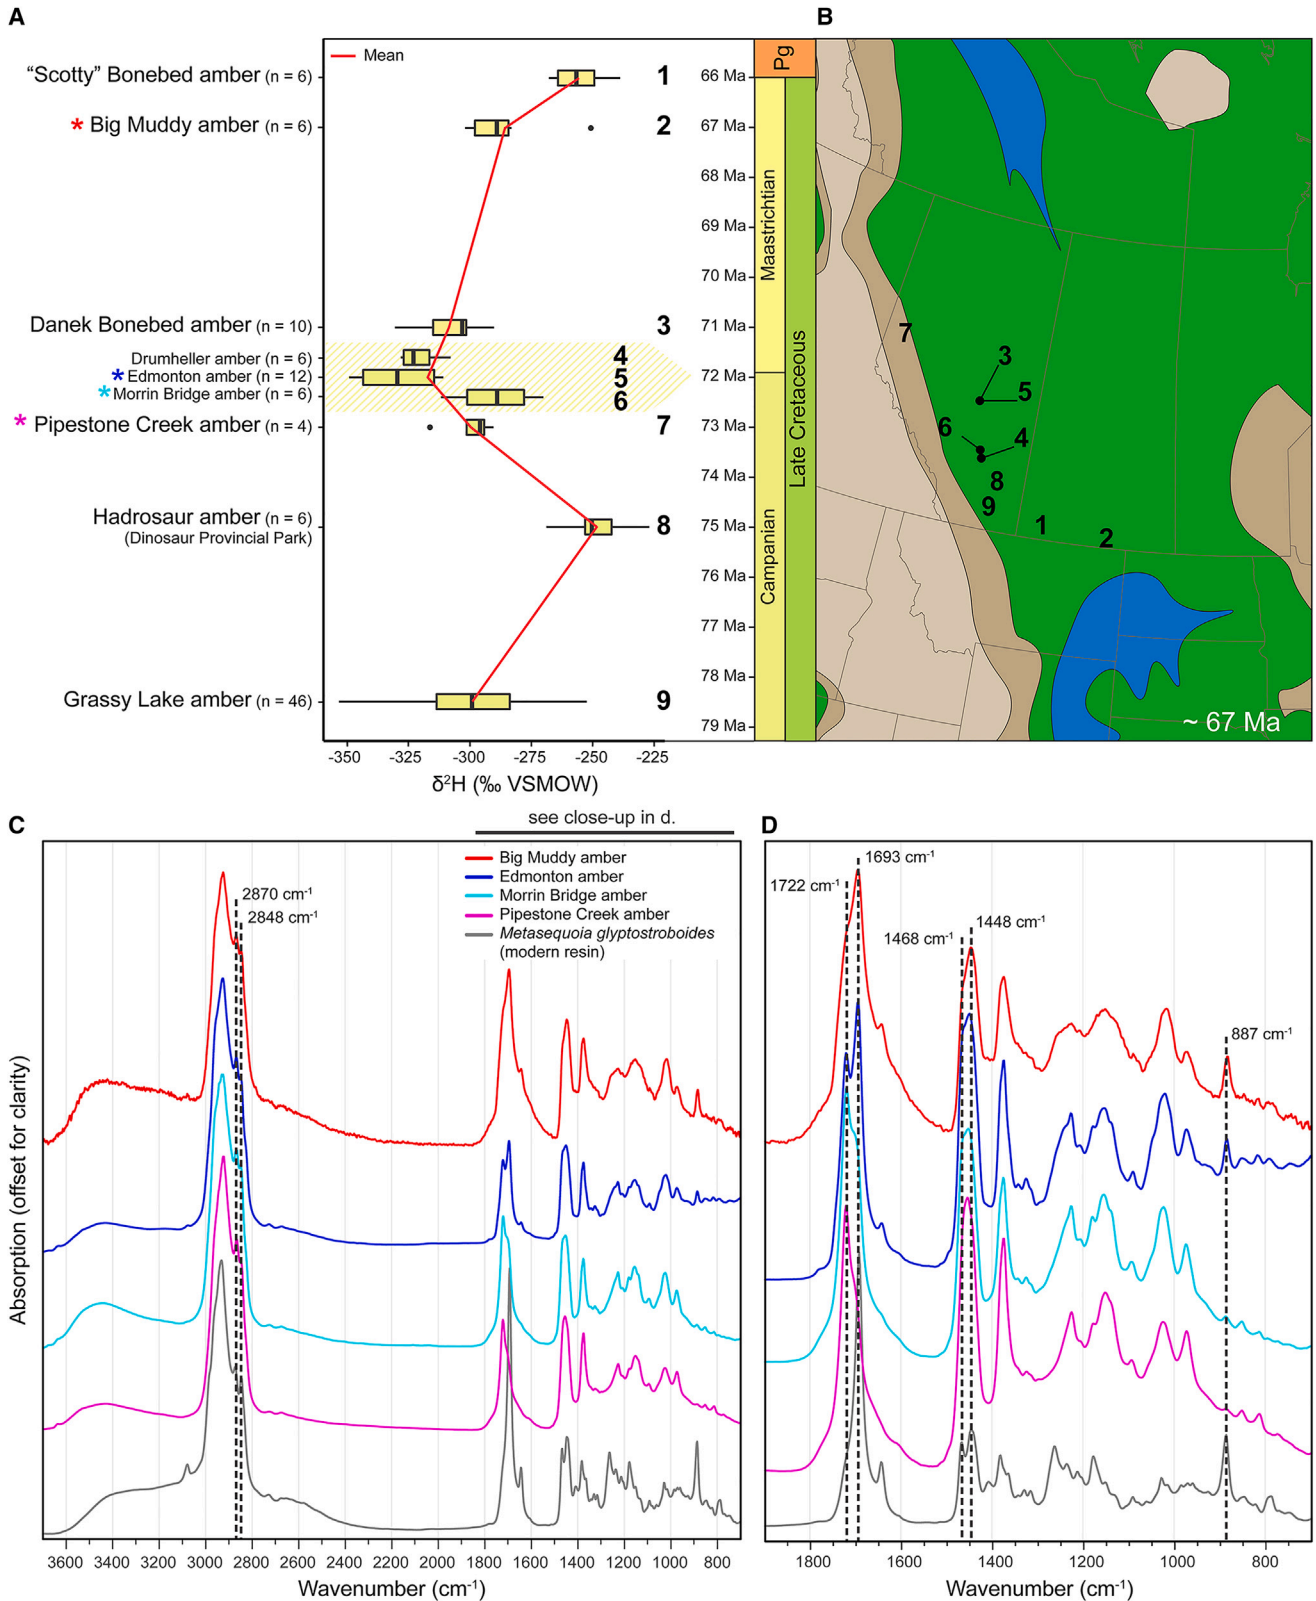 A
B
Mean
"Scotty" Bonebed amber (n = 6)
1
* Big Muddy amber (n = 6)
2
Danek Bonebed amber (n = 10)
3
Drumheller amber (n = 6)
4
* Edmonton amber (n = 12)
5
* Morrin Bridge amber (n = 6)
6
* Pipestone Creek amber (n = 4)
7
Hadrosaur amber (n = 6)
(Dinosaur Provincial Park)
8
Grassy Lake amber (n = 46)
9
-350 -325 -300 -275 -250 -225
δ²H (‰ VSMOW)
66 Ma
67 Ma
68 Ma
69 Ma
70 Ma
71 Ma
72 Ma
73 Ma
74 Ma
75 Ma
76 Ma
77 Ma
78 Ma
79 Ma
Pg
Maastrichtian
Campanian
Late Cretaceous
7
3
5
6
4
8
9
1
2
~ 67 Ma
C
see close-up in d.
D
Big Muddy amber
Edmonton amber
Morrin Bridge amber
Pipestone Creek amber
Metasequoia glyptostroboides
(modern resin)
2870 cm⁻¹
2848 cm⁻¹
Absorption (offset for clarity)
3600 3400 3200 3000 2800 2600 2400 2200 2000 1800 1600 1400 1200 1000 800
Wavenumber (cm⁻¹)
1693 cm⁻¹
1722 cm⁻¹
1448 cm⁻¹
1468 cm⁻¹
887 cm⁻¹
1800 1600 1400 1200 1000 800
Wavenumber (cm⁻¹)